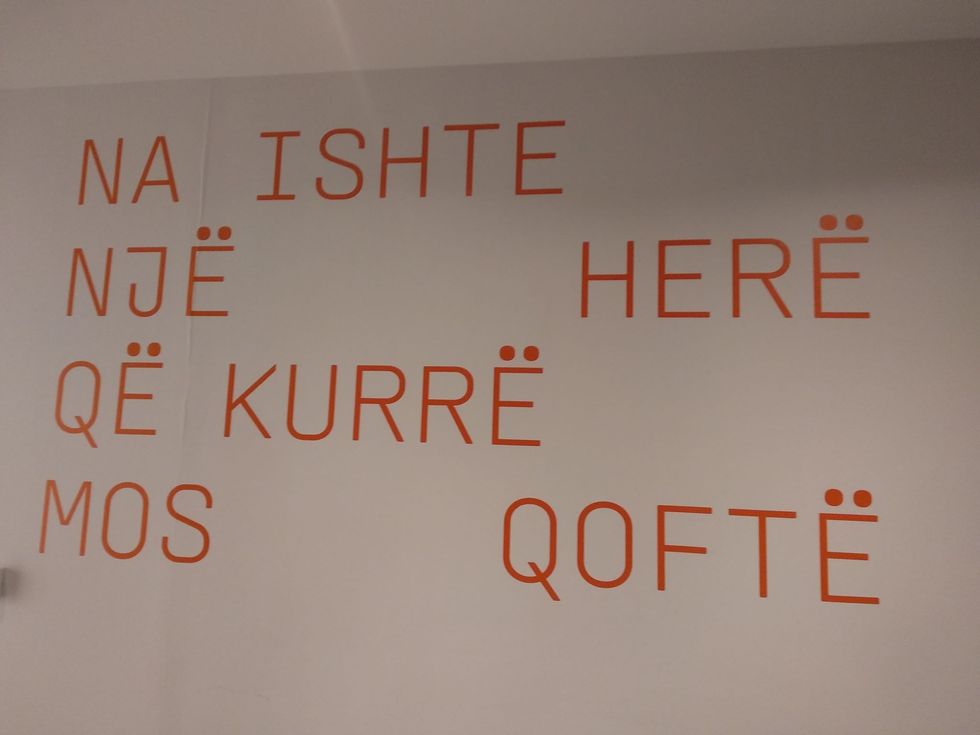 NA ISHTE
NJË HERË
QË KURRË
MOS QOFTË